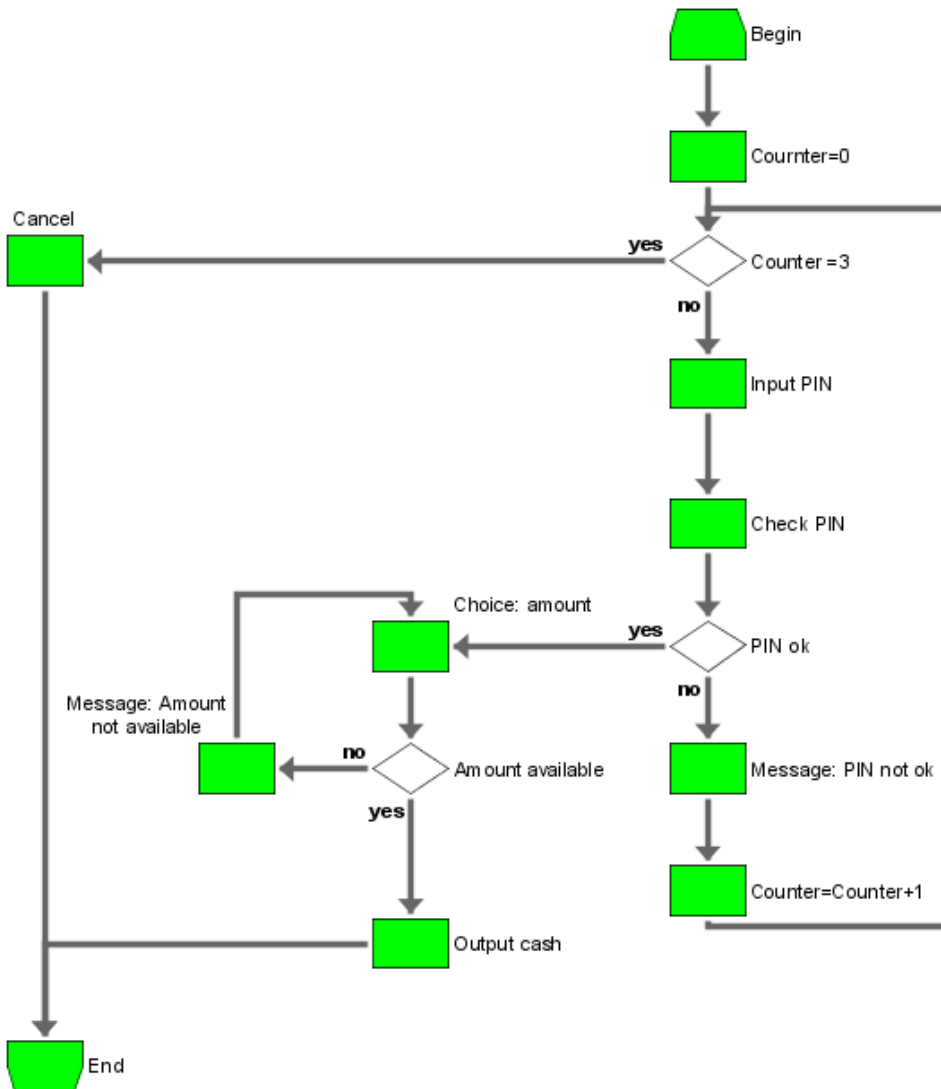 Begin
Cournter=0
Cancel
yes
Counter =3
no
Input PIN
Check PIN
Choice: amount
yes
PIN ok
no
Message: Amount
not available
no
Amount available
Message: PIN not ok
yes
Counter=Counter+1
Output cash
End